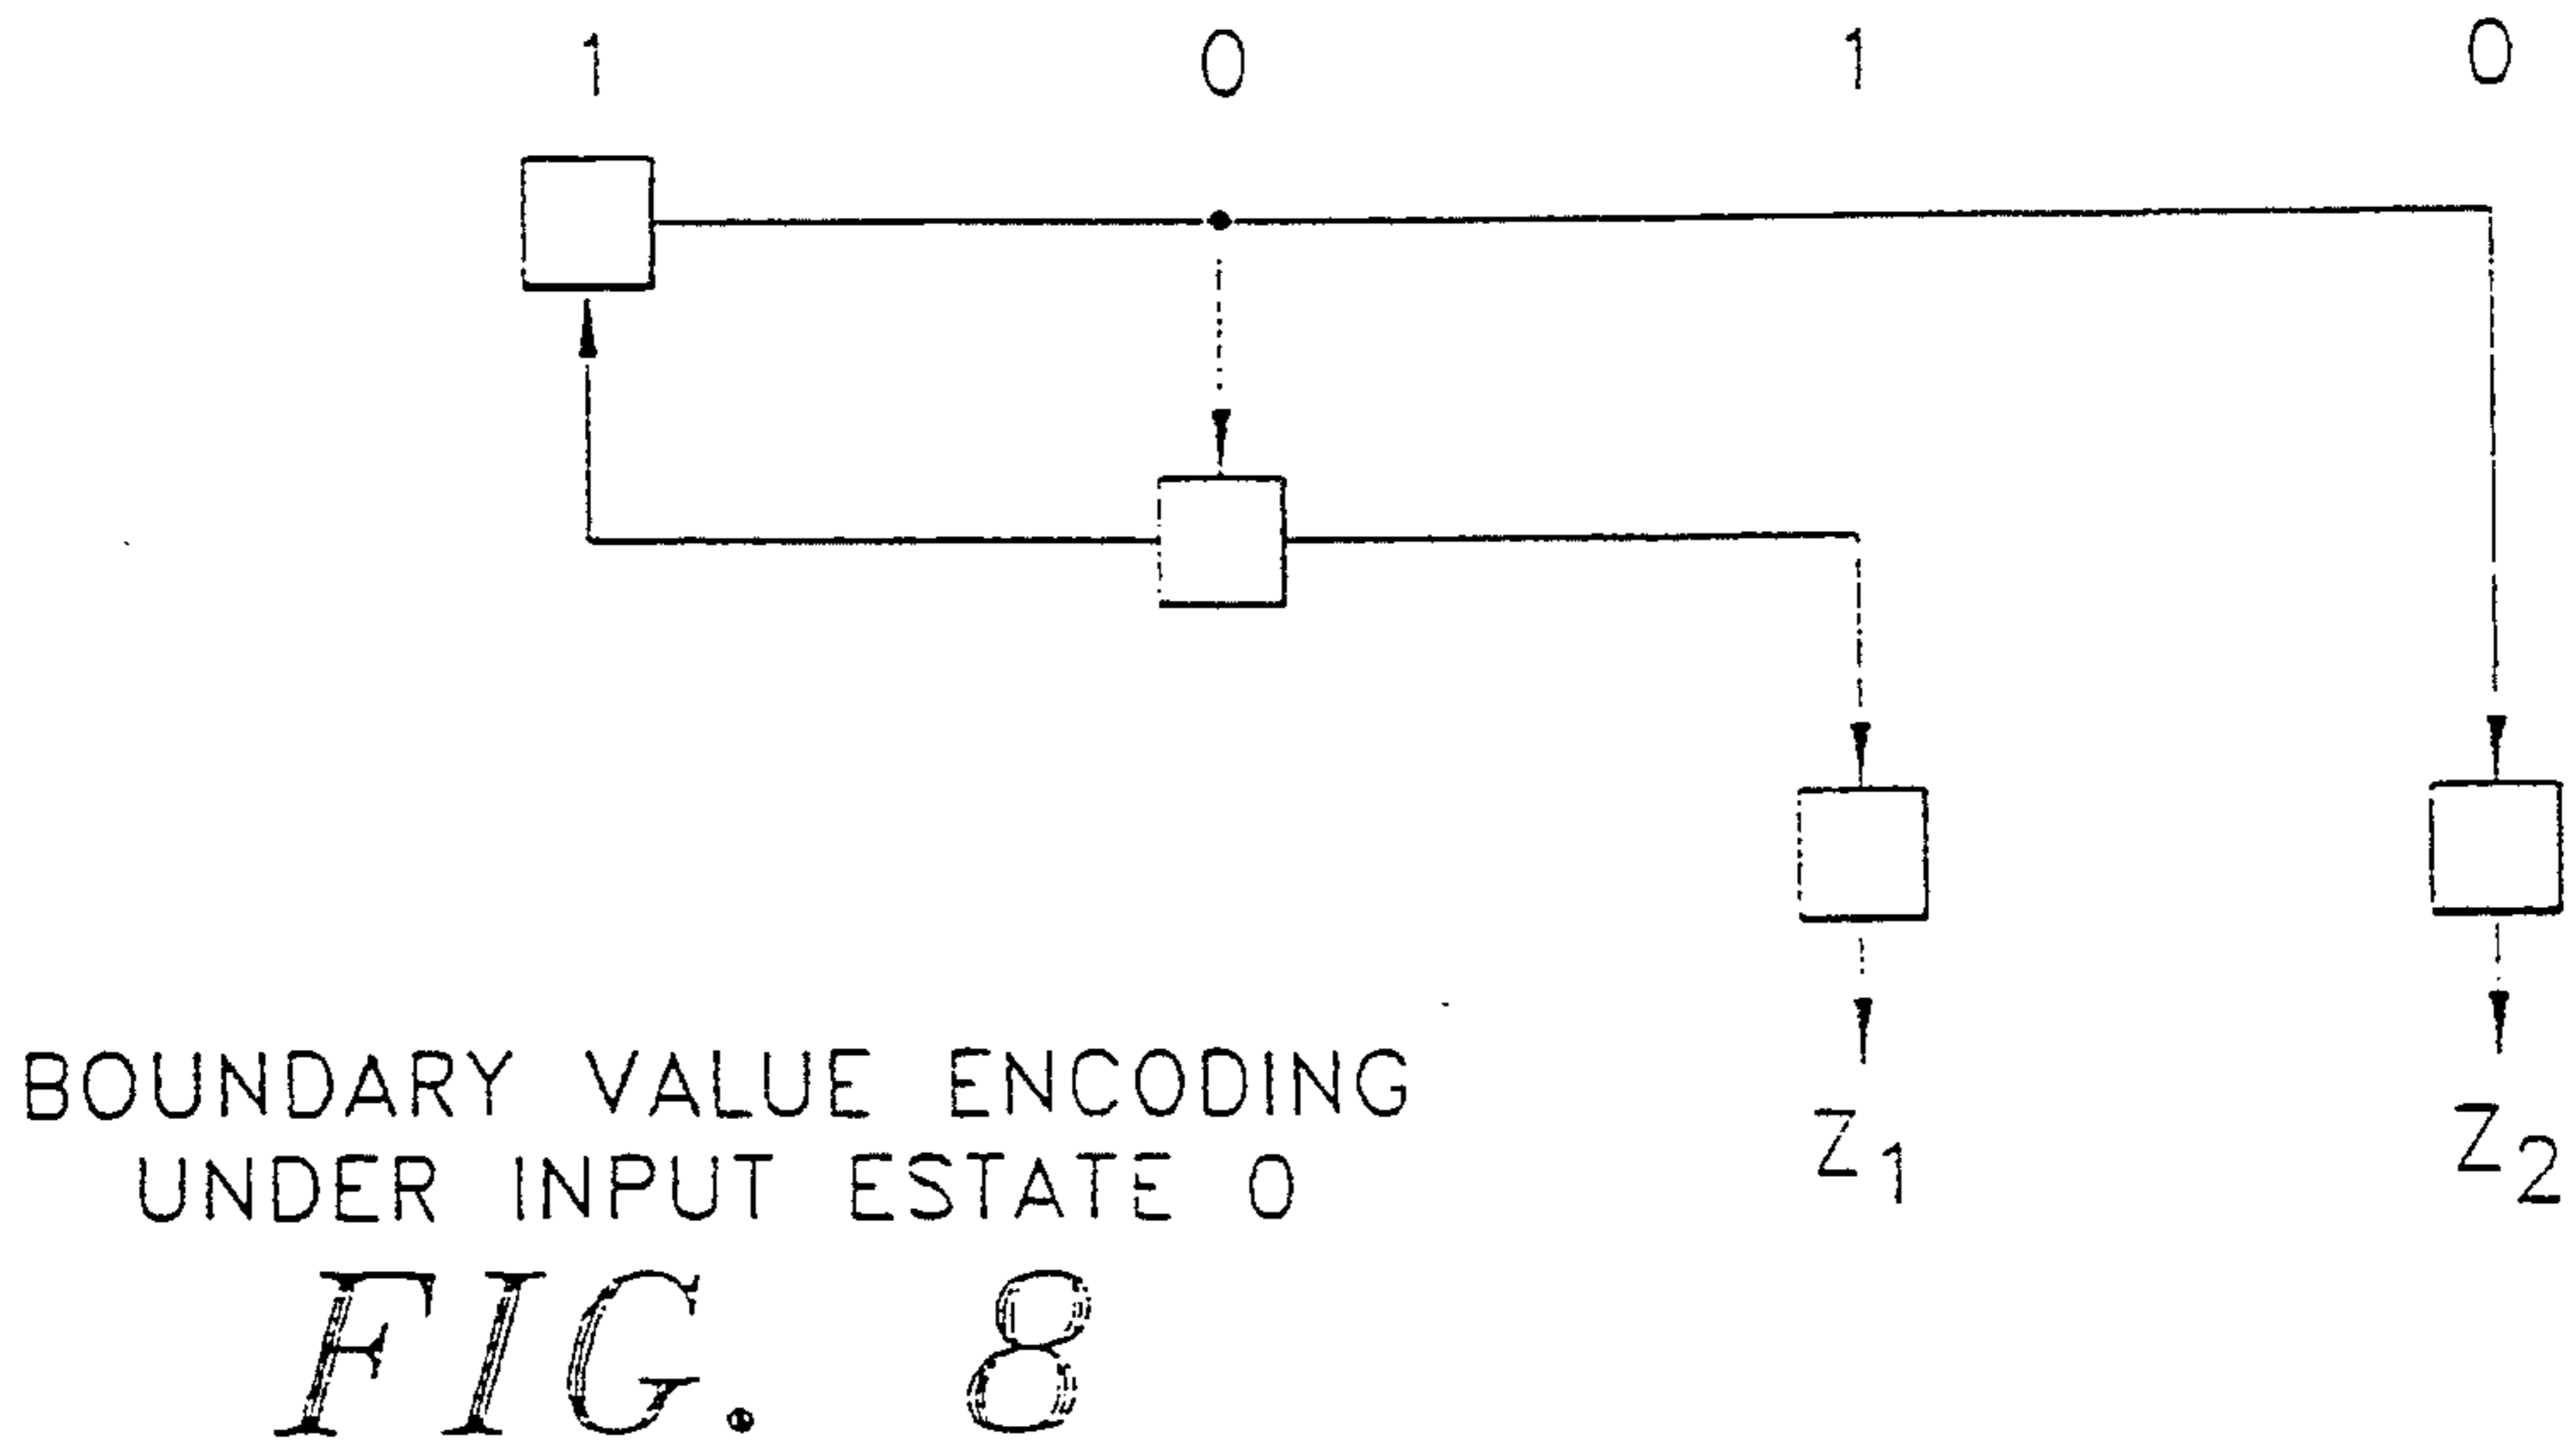 1 0 1 0
Z1 Z2
BOUNDARY VALUE ENCODING
UNDER INPUT ESTATE 0
FIG. 8